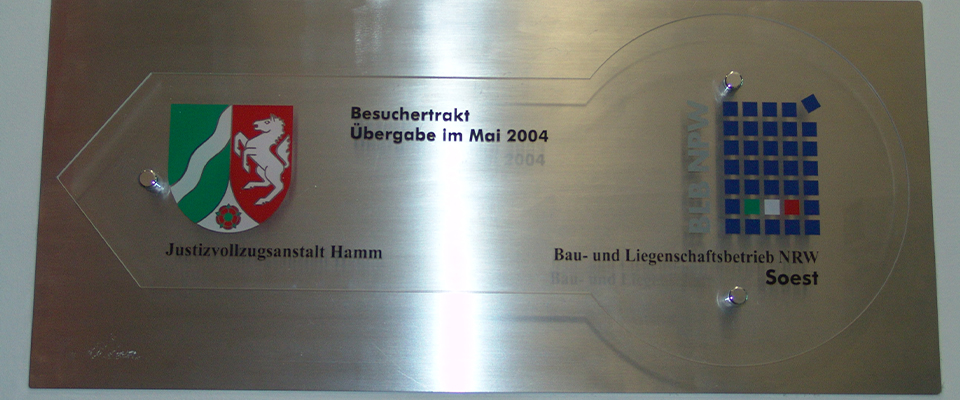 Besuchertrakt
Übergabe im Mai 2004
Justizvollzugsanstalt Hamm
BLB NRW
Bau- und Liegenschaftsbetrieb NRW
Soest